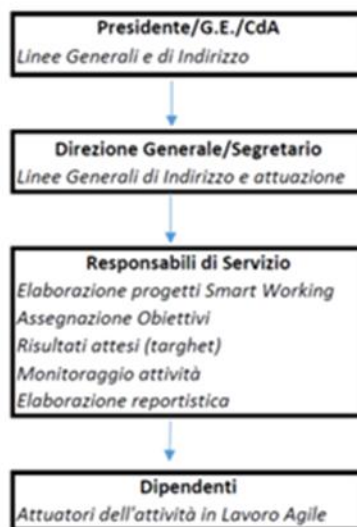 Presidente/G.E./CdA
Linee Generali e di Indirizzo
Direzione Generale/Segretario
Linee Generali di Indirizzo e attuazione
Responsabili di Servizio
Elaborazione progetti Smart Working
Assegnazione Obiettivi
Risultati attesi (targhet)
Monitoraggio attività
Elaborazione reportistica
Dipendenti
Attuatori dell'attività in Lavoro Agile